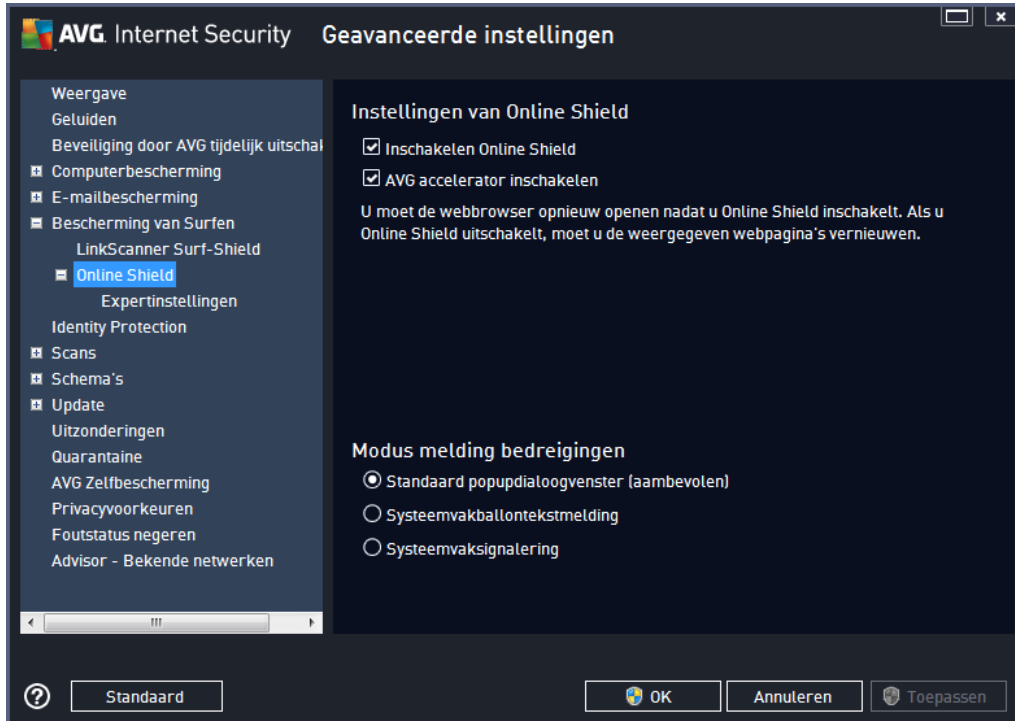 AVG. Internet Security
Geavanceerde instellingen
Weergave
Geluiden
Beveiliging door AVG tijdelijk uitschak
Computerbescherming
E-mailbescherming
Bescherming van Surfen
LinkScanner Surf-Shield
Online Shield
Expertinstellingen
Identity Protection
Scans
Schema's
Update
Uitzonderingen
Quarantaine
AVG Zelfbescherming
Privacyvoorkeuren
Foutstatus negeren
Advisor - Bekende netwerken
Instellingen van Online Shield
Inschakelen Online Shield
AVG accelerator inschakelen
U moet de webbrowser opnieuw openen nadat u Online Shield inschakelt. Als u
Online Shield uitschakelt, moet u de weergegeven webpagina's vernieuwen.
Modus melding bedreigingen
Standaard popupdialoogvenster (aambevolen)
Systeemvakballontekstmelding
Systeemvaksignalering
Standaard
OK
Annuleren
Toepassen